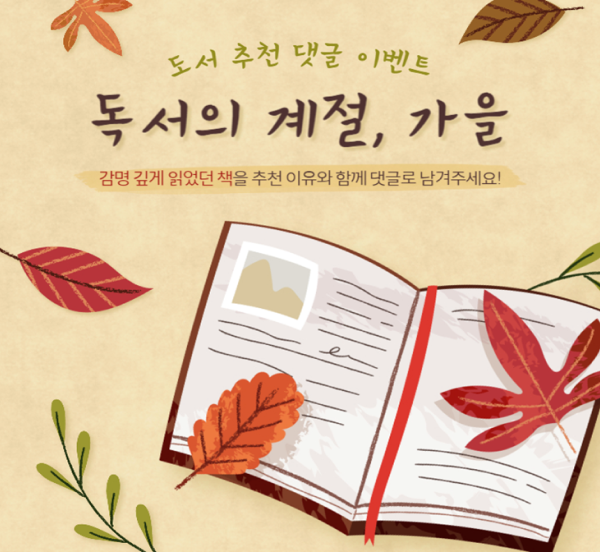 도서 추천 댓글 이벤트
독서의 계절, 가을
감명 깊게 읽었던 책을 추천 이유와 함께 댓글로 남겨주세요!